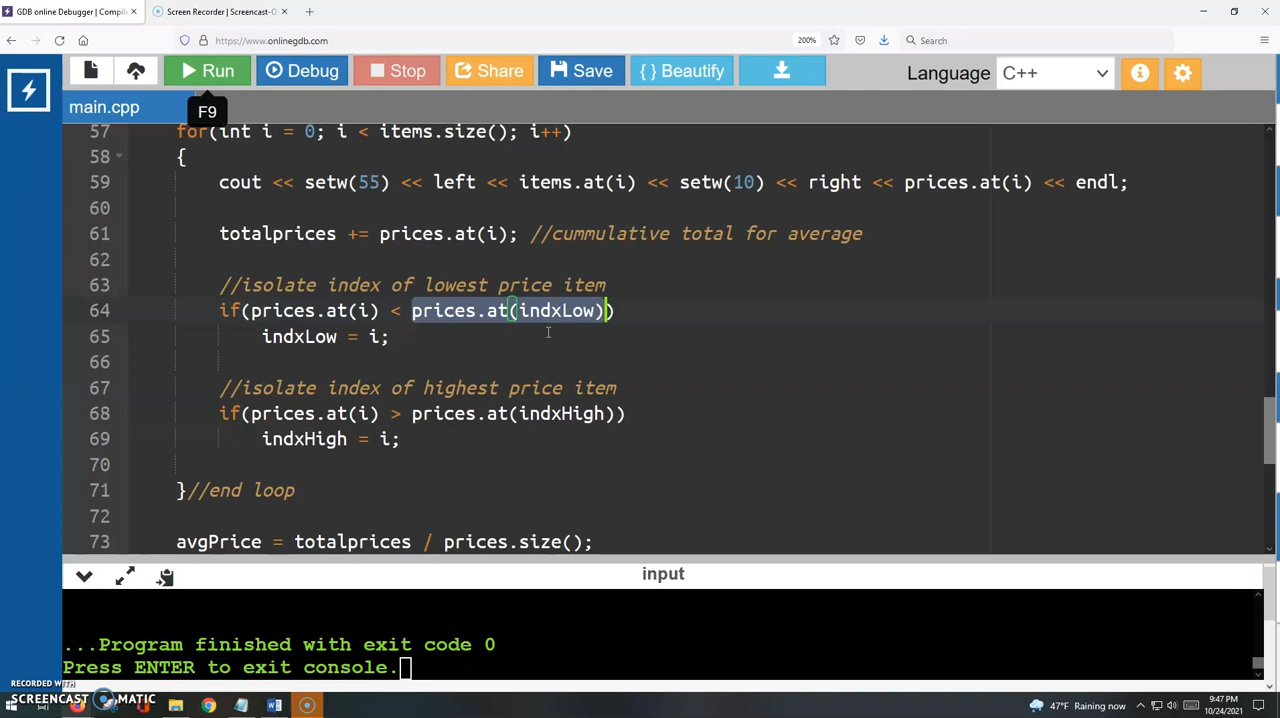 GDB online Debugger | Compile
Screen Recorder | Screencast-O
https://www.onlinegdb.com
200%
Search
Run
Debug
Stop
Share
Save
{ } Beautify
Language
C++
main.cpp
F9
57 for(int i = 0; i < items.size(); i++)
58 {
59 cout << setw(55) << left << items.at(i) << setw(10) << right << prices.at(i) << endl;
60
61 totalprices += prices.at(i); //cummulative total for average
62
63 //isolate index of lowest price item
64 if(prices.at(i) < prices.at(indxLow))
65 indxLow = i;
66
67 //isolate index of highest price item
68 if(prices.at(i) > prices.at(indxHigh))
69 indxHigh = i;
70
71 }//end loop
72
73 avgPrice = totalprices / prices.size();
input
...Program finished with exit code 0
Press ENTER to exit console.
RECORDED WITH
SCREENCAST MATIC
47°F Raining now
9:47 PM
10/24/2021